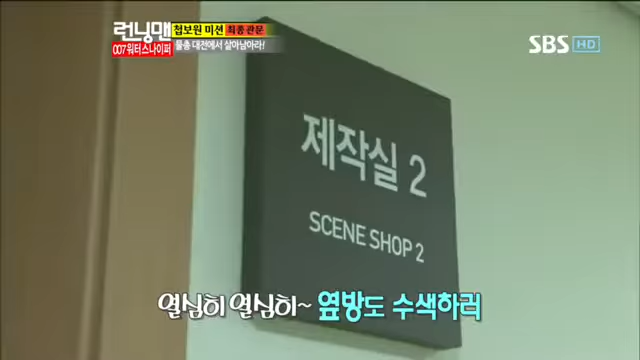 런닝맨
첩보원 미션 최종관문
007 워터 스나이퍼
물총 대전에서 살아남아라!
SBS HD
제작실 2
SCENE SHOP 2
열심히 열심히~ 옆방도 수색하러